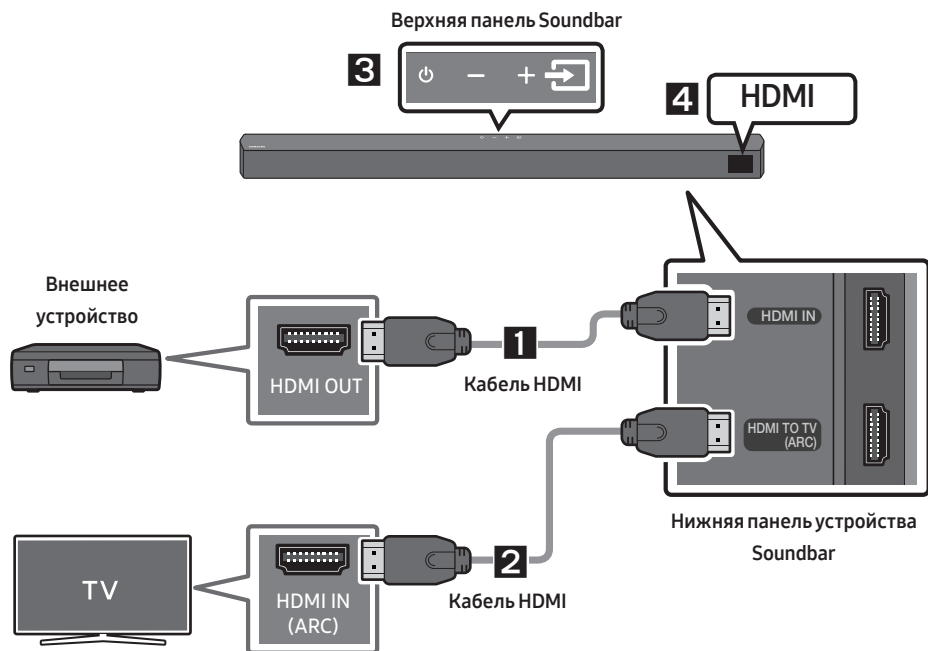 Верхняя панель Soundbar
3
4
HDMI
Внешнее
устройство
HDMI OUT
1
Кабель HDMI
HDMI IN
HDMI TO TV
(ARC)
Нижняя панель устройства
Soundbar
TV
HDMI IN
(ARC)
2
Кабель HDMI